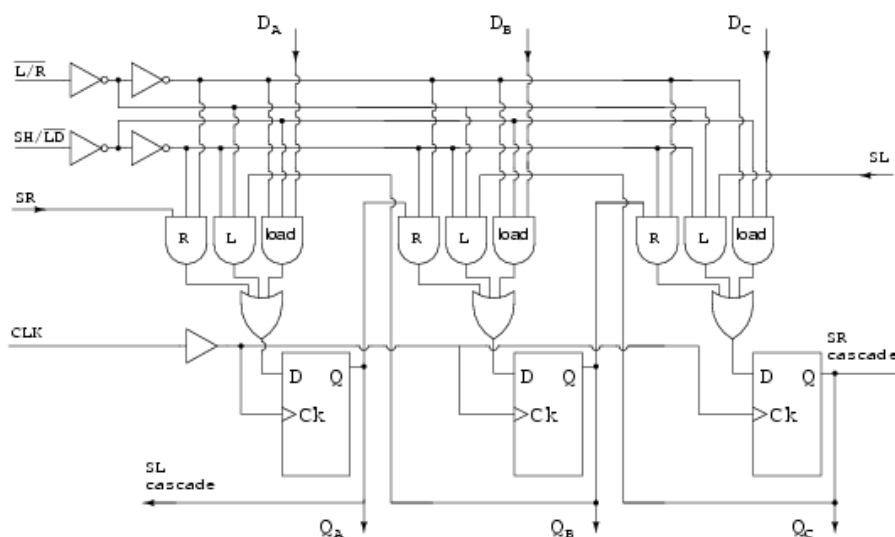 D_A D_B D_C
L/R
SH/LD
SL
SR
R L load R L load R L load
CLK
SR
cascade
D Q D Q D Q
Ck Ck Ck
SL
cascade
Q_A Q_B Q_C